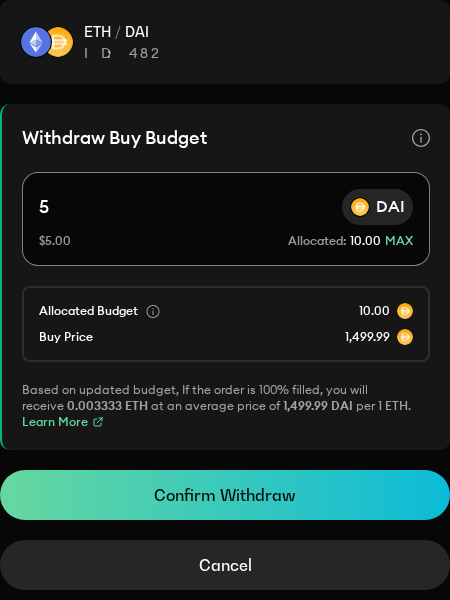 ETH / DAI
ID 482
Withdraw Buy Budget
5
DAI
$5.00
Allocated: 10.00 MAX
Allocated Budget
10.00
Buy Price
1,499.99
Based on updated budget, If the order is 100% filled, you will
receive 0.003333 ETH at an average price of 1,499.99 DAI per 1 ETH.
Learn More
Confirm Withdraw
Cancel